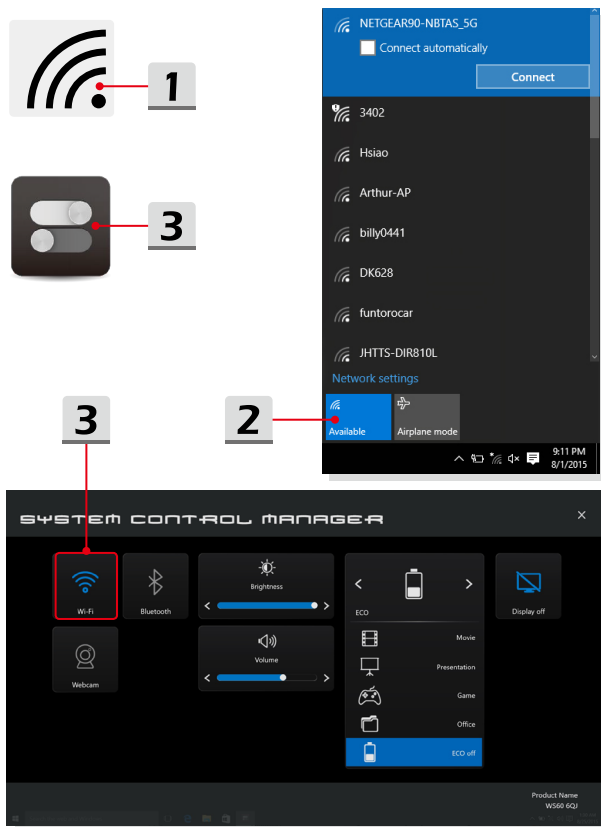 1
3
NETGEAR90-NBTAS_5G
Connect automatically
Connect
3402
Hsiao
Arthur-AP
billy0441
DK628
funtorocar
JHTTS-DIR810L
Network settings
2
Available
Airplane mode
9:11 PM
8/1/2015
3
SYSTEM CONTROL MANAGER
Wi-Fi
Bluetooth
Brightness
ECO
Display off
Webcam
Volume
Movie
Presentation
Game
Office
ECO off
Product Name
WS60 6QJ